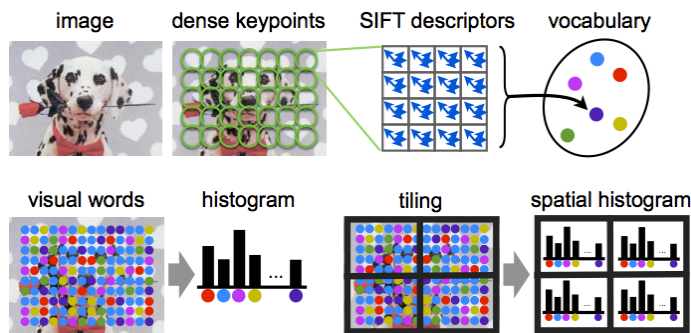 image
dense keypoints
SIFT descriptors
vocabulary
visual words
histogram
tiling
spatial histogram
...
...
...
...
...